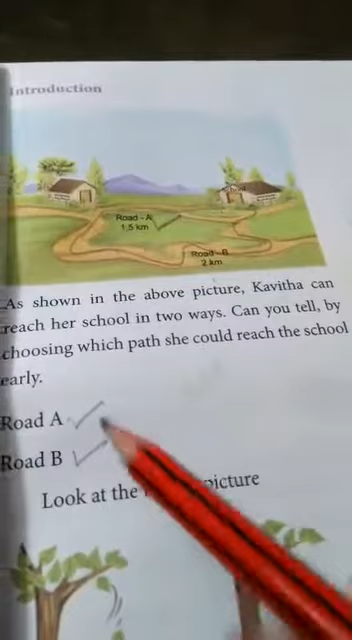 Introduction
Road - A
1.5 km
Road - B
2 km
As shown in the above picture, Kavitha can
reach her school in two ways. Can you tell, by
choosing which path she could reach the school
early.
Road A
Road B
Look at the picture